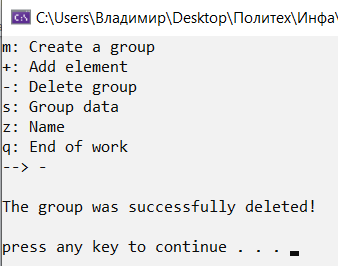 C:\Users\Владимир\Desktop\Политех\Инфа\
m: Create a group
+: Add element
-: Delete group
s: Group data
z: Name
q: End of work
--> -
The group was successfully deleted!
press any key to continue . . .